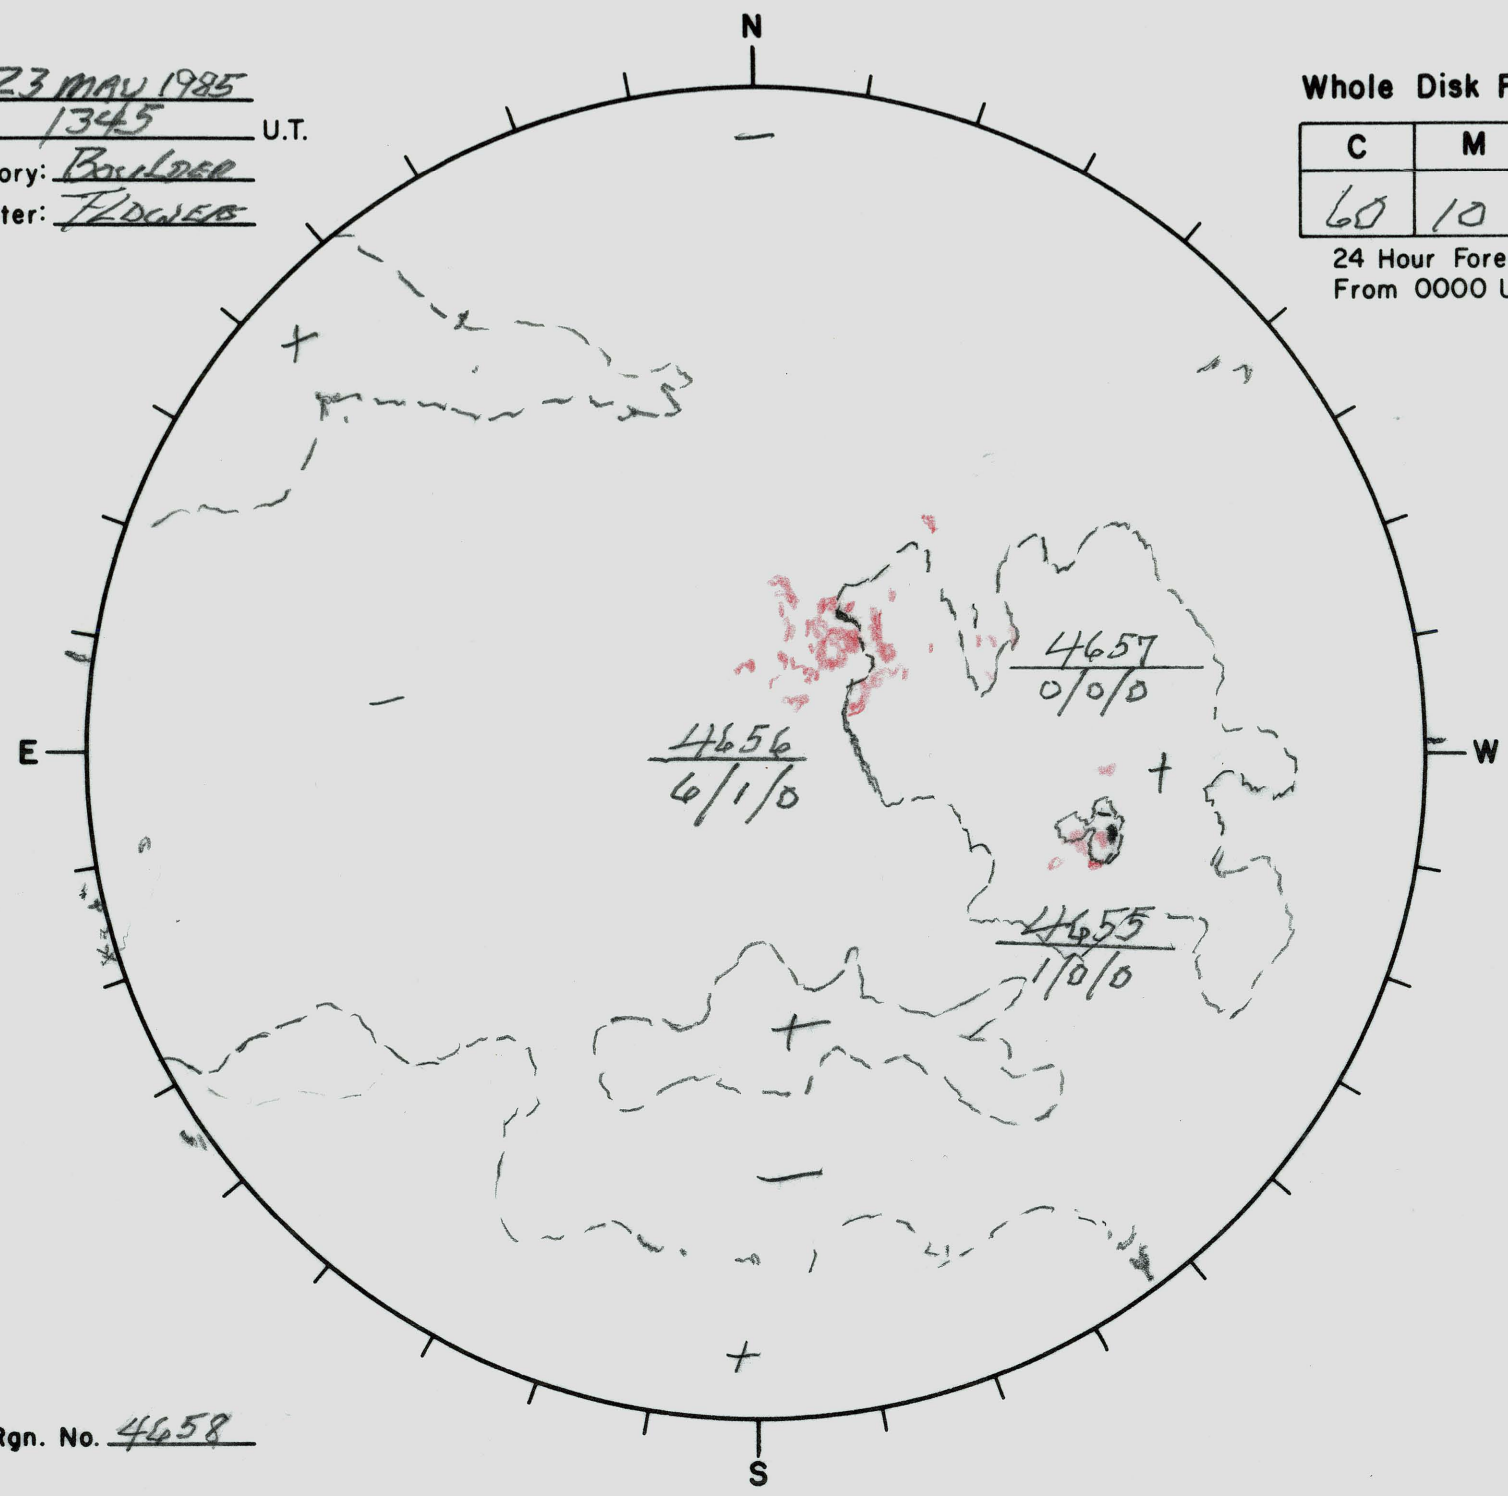 N
23 MAY 1985
1345 U.T.
ory: BOULDER
ter: FLOWERS
Whole Disk F
C M
60 10
24 Hour Fore
From 0000 U
+
−
4657
0/0/0
−
E
W
4656
6/1/0
+
4655
1/0/0
+
−
+
Rgn. No. 4658
S